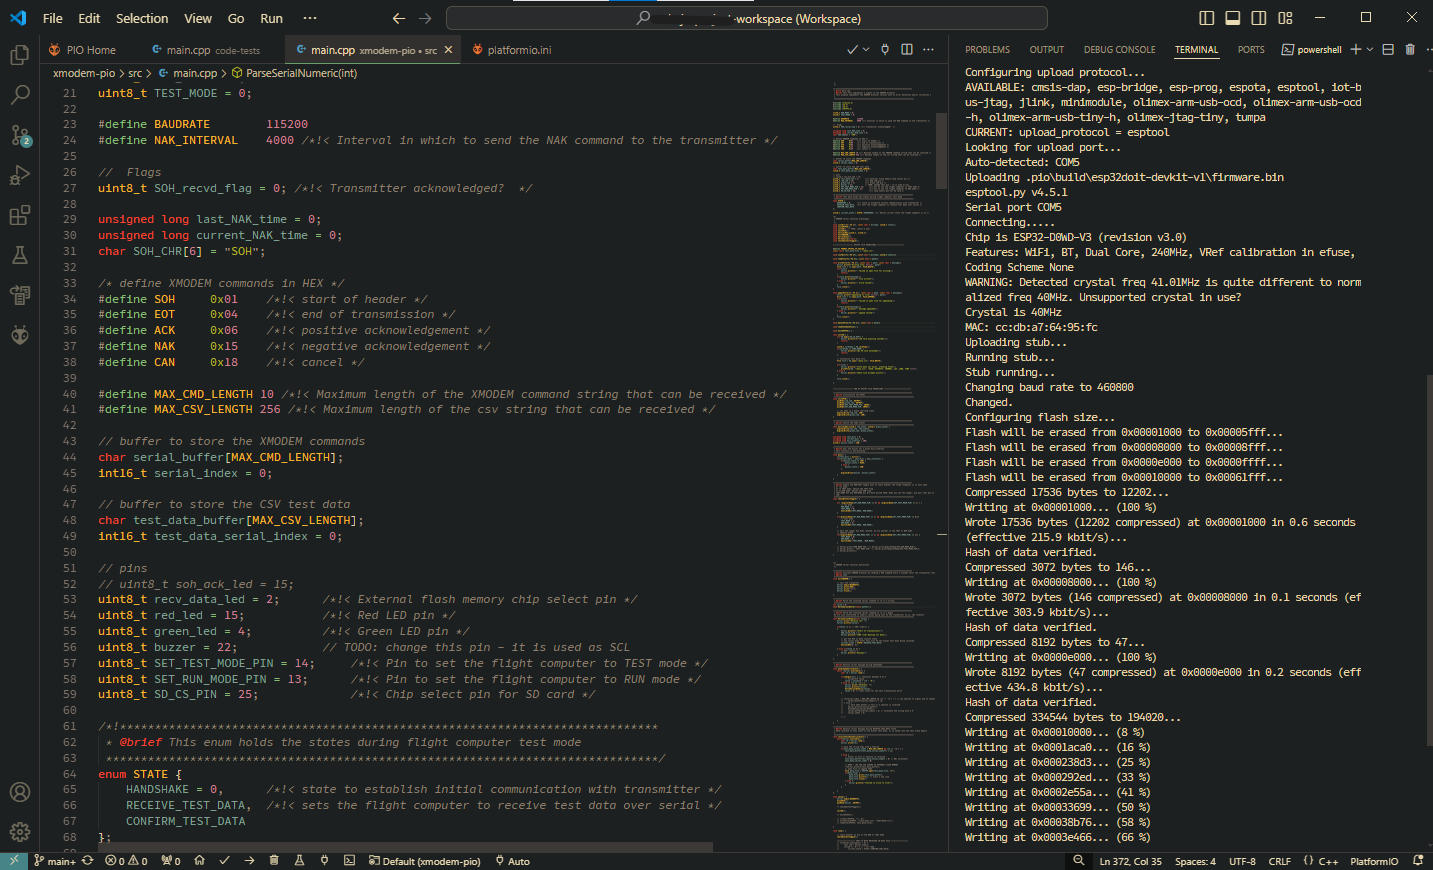 File Edit Selection View Go Run ··· ← → -workspace (Workspace)
PIO Home main.cpp code-tests main.cpp xmodem-pio • src × platformio.ini
xmodem-pio > src > main.cpp > ParseSerialNumeric(int)
21 uint8_t TEST_MODE = 0;
22
23 #define BAUDRATE 115200
24 #define NAK_INTERVAL 4000 /*!< Interval in which to send the NAK command to the transmitter */
25
26 // Flags
27 uint8_t SOH_recvd_flag = 0; /*!< Transmitter acknowledged? */
28
29 unsigned long last_NAK_time = 0;
30 unsigned long current_NAK_time = 0;
31 char SOH_CHR[6] = "SOH";
32
33 /* define XMODEM commands in HEX */
34 #define SOH 0x01 /*!< start of header */
35 #define EOT 0x04 /*!< end of transmission */
36 #define ACK 0x06 /*!< positive acknowledgement */
37 #define NAK 0x15 /*!< negative acknowledgement */
38 #define CAN 0x18 /*!< cancel */
39
40 #define MAX_CMD_LENGTH 10 /*!< Maximum length of the XMODEM command string that can be received */
41 #define MAX_CSV_LENGTH 256 /*!< Maximum length of the csv string that can be received */
42
43 // buffer to store the XMODEM commands
44 char serial_buffer[MAX_CMD_LENGTH];
45 int16_t serial_index = 0;
46
47 // buffer to store the CSV test data
48 char test_data_buffer[MAX_CSV_LENGTH];
49 int16_t test_data_serial_index = 0;
50
51 // pins
52 // uint8_t soh_ack_led = 15;
53 uint8_t recv_data_led = 2; /*!< External flash memory chip select pin */
54 uint8_t red_led = 15; /*!< Red LED pin */
55 uint8_t green_led = 4; /*!< Green LED pin */
56 uint8_t buzzer = 22; // TODO: change this pin - it is used as SCL
57 uint8_t SET_TEST_MODE_PIN = 14; /*!< Pin to set the flight computer to TEST mode */
58 uint8_t SET_RUN_MODE_PIN = 13; /*!< Pin to set the flight computer to RUN mode */
59 uint8_t SD_CS_PIN = 25; /*!< Chip select pin for SD card */
60
61 /*!****************************************************************************
62 * @brief This enum holds the states during flight computer test mode
63 *******************************************************************************/
64 enum STATE {
65 HANDSHAKE = 0, /*!< state to establish initial communication with transmitter */
66 RECEIVE_TEST_DATA, /*!< sets the flight computer to receive test data over serial */
67 CONFIRM_TEST_DATA
68 };
PROBLEMS OUTPUT DEBUG CONSOLE TERMINAL PORTS powershell
Configuring upload protocol...
AVAILABLE: cmsis-dap, esp-bridge, esp-prog, espota, esptool, iot-b
us-jtag, jlink, minimodule, olimex-arm-usb-ocd, olimex-arm-usb-ocd
-h, olimex-arm-usb-tiny-h, olimex-jtag-tiny, tumpa
CURRENT: upload_protocol = esptool
Looking for upload port...
Auto-detected: COM5
Uploading .pio\build\esp32doit-devkit-v1\firmware.bin
esptool.py v4.5.1
Serial port COM5
Connecting.....
Chip is ESP32-D0WD-V3 (revision v3.0)
Features: WiFi, BT, Dual Core, 240MHz, VRef calibration in efuse,
Coding Scheme None
WARNING: Detected crystal freq 41.01MHz is quite different to norm
alized freq 40MHz. Unsupported crystal in use?
Crystal is 40MHz
MAC: cc:db:a7:64:95:fc
Uploading stub...
Running stub...
Stub running...
Changing baud rate to 460800
Changed.
Configuring flash size...
Flash will be erased from 0x00001000 to 0x00005fff...
Flash will be erased from 0x00008000 to 0x00008fff...
Flash will be erased from 0x0000e000 to 0x0000ffff...
Flash will be erased from 0x00010000 to 0x00061fff...
Compressed 17536 bytes to 12202...
Writing at 0x00001000... (100 %)
Wrote 17536 bytes (12202 compressed) at 0x00001000 in 0.6 seconds
(effective 215.9 kbit/s)...
Hash of data verified.
Compressed 3072 bytes to 146...
Writing at 0x00008000... (100 %)
Wrote 3072 bytes (146 compressed) at 0x00008000 in 0.1 seconds (ef
fective 303.9 kbit/s)...
Hash of data verified.
Compressed 8192 bytes to 47...
Writing at 0x0000e000... (100 %)
Wrote 8192 bytes (47 compressed) at 0x0000e000 in 0.2 seconds (eff
ective 434.8 kbit/s)...
Hash of data verified.
Compressed 334544 bytes to 194020...
Writing at 0x00010000... (8 %)
Writing at 0x0001aca0... (16 %)
Writing at 0x000238d3... (25 %)
Writing at 0x000292ed... (33 %)
Writing at 0x0002e55a... (41 %)
Writing at 0x00033699... (50 %)
Writing at 0x00038b76... (58 %)
Writing at 0x0003e466... (66 %)
main+ 0 0 0 Default (xmodem-pio) Auto Ln 372, Col 35 Spaces: 4 UTF-8 CRLF {} C++ PlatformIO